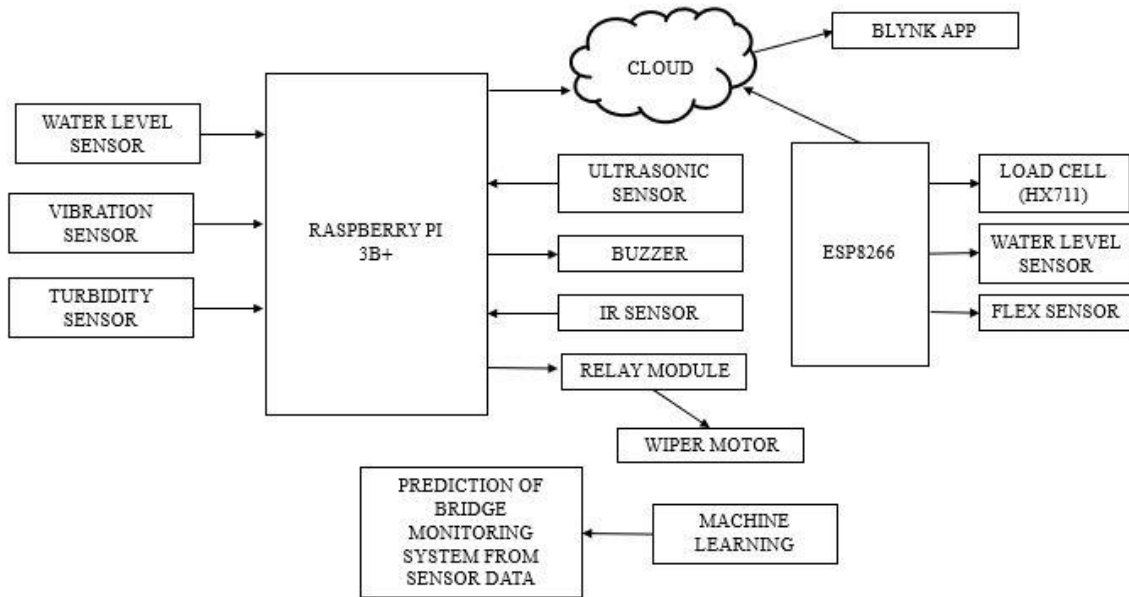 BLYNK APP
CLOUD
WATER LEVEL
SENSOR
VIBRATION
SENSOR
TURBIDITY
SENSOR
RASPBERRY PI
3B+
ULTRASONIC
SENSOR
BUZZER
IR SENSOR
RELAY MODULE
WIPER MOTOR
ESP8266
LOAD CELL
(HX711)
WATER LEVEL
SENSOR
FLEX SENSOR
PREDICTION OF
BRIDGE
MONITORING
SYSTEM FROM
SENSOR DATA
MACHINE
LEARNING